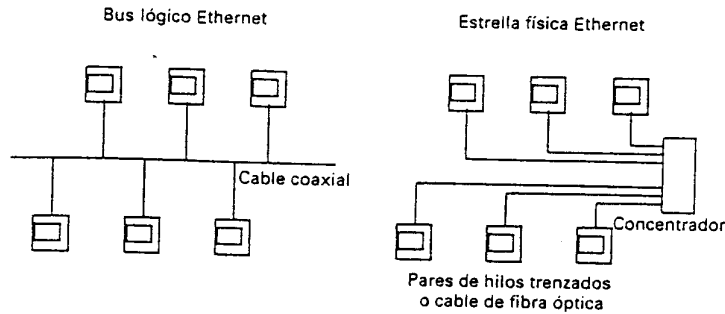 Bus lógico Ethernet
Estrella física Ethernet
Cable coaxial
Concentrador
Pares de hilos trenzados
o cable de fibra óptica